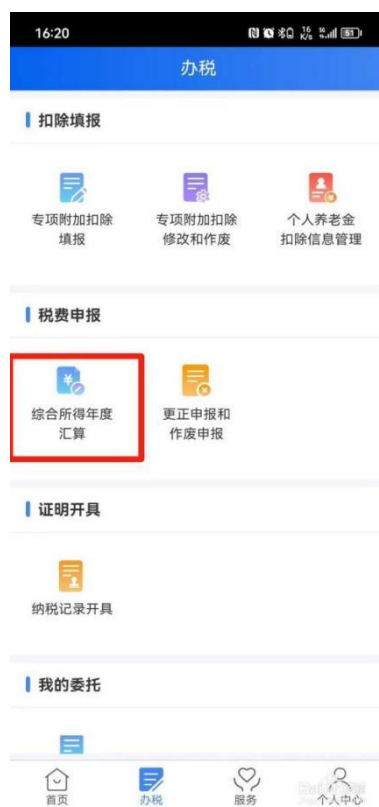 16:20
16
K/s
51
办税
扣除填报
专项附加扣除
填报
专项附加扣除
修改和作废
个人养老金
扣除信息管理
税费申报
综合所得年度
汇算
更正申报和
作废申报
证明开具
纳税记录开具
我的委托
首页
办税
服务
个人中心